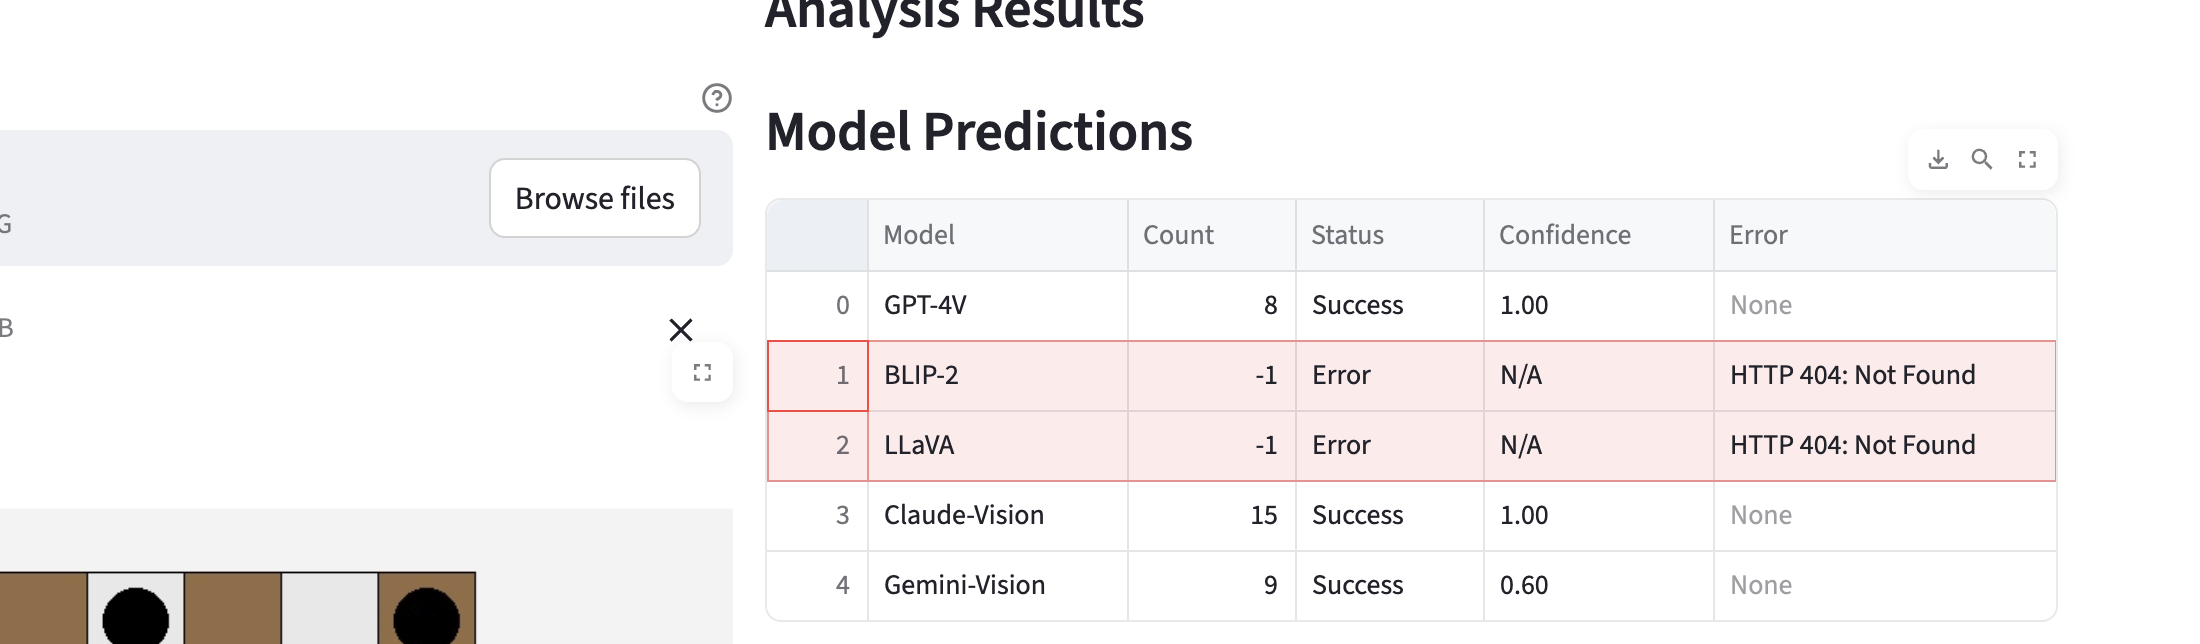 Analysis Results
Model Predictions
G
Browse files
B
Model Count Status Confidence Error
0 GPT-4V 8 Success 1.00 None
1 BLIP-2 -1 Error N/A HTTP 404: Not Found
2 LLaVA -1 Error N/A HTTP 404: Not Found
3 Claude-Vision 15 Success 1.00 None
4 Gemini-Vision 9 Success 0.60 None